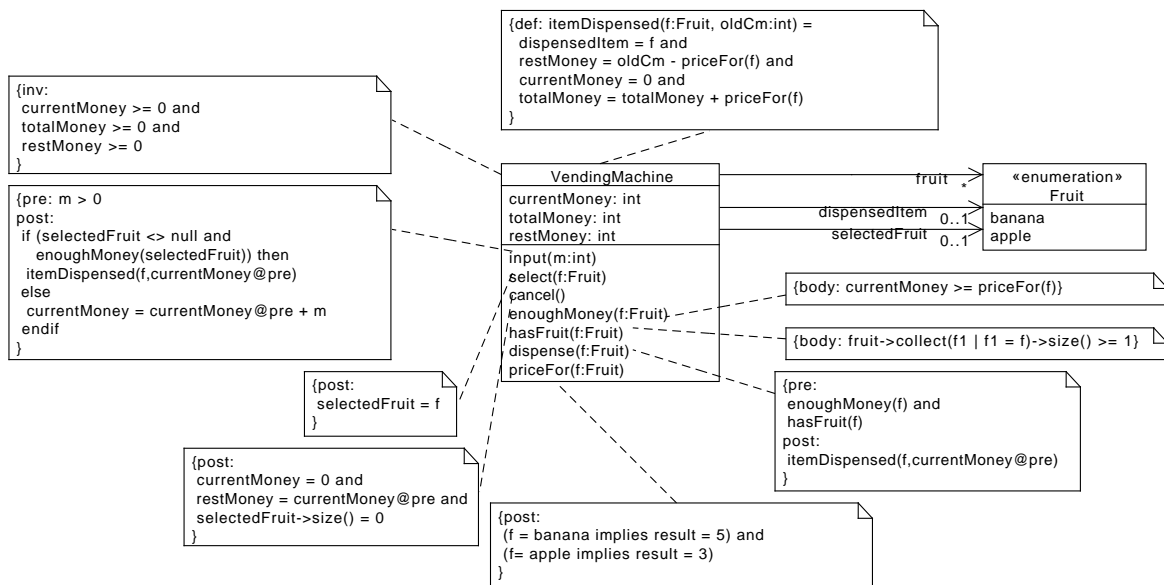 {def: itemDispensed(f:Fruit, oldCm:int) =
dispensedItem = f and
restMoney = oldCm - priceFor(f) and
currentMoney = 0 and
totalMoney = totalMoney + priceFor(f)
}
{inv:
currentMoney >= 0 and
totalMoney >= 0 and
restMoney >= 0
}
VendingMachine
currentMoney: int
totalMoney: int
restMoney: int
input(m:int)
select(f:Fruit)
cancel()
enoughMoney(f:Fruit)
hasFruit(f:Fruit)
dispense(f:Fruit)
priceFor(f:Fruit)
fruit
*
dispensedItem
0..1
selectedFruit
0..1
«enumeration»
Fruit
banana
apple
{pre: m > 0
post:
if (selectedFruit <> null and
enoughMoney(selectedFruit)) then
itemDispensed(f,currentMoney@pre)
else
currentMoney = currentMoney@pre + m
endif
}
{body: currentMoney >= priceFor(f)}
{body: fruit->collect(f1 | f1 = f)->size() >= 1}
{post:
selectedFruit = f
}
{pre:
enoughMoney(f) and
hasFruit(f)
post:
itemDispensed(f,currentMoney@pre)
}
{post:
currentMoney = 0 and
restMoney = currentMoney@pre and
selectedFruit->size() = 0
}
{post:
(f = banana implies result = 5) and
(f= apple implies result = 3)
}